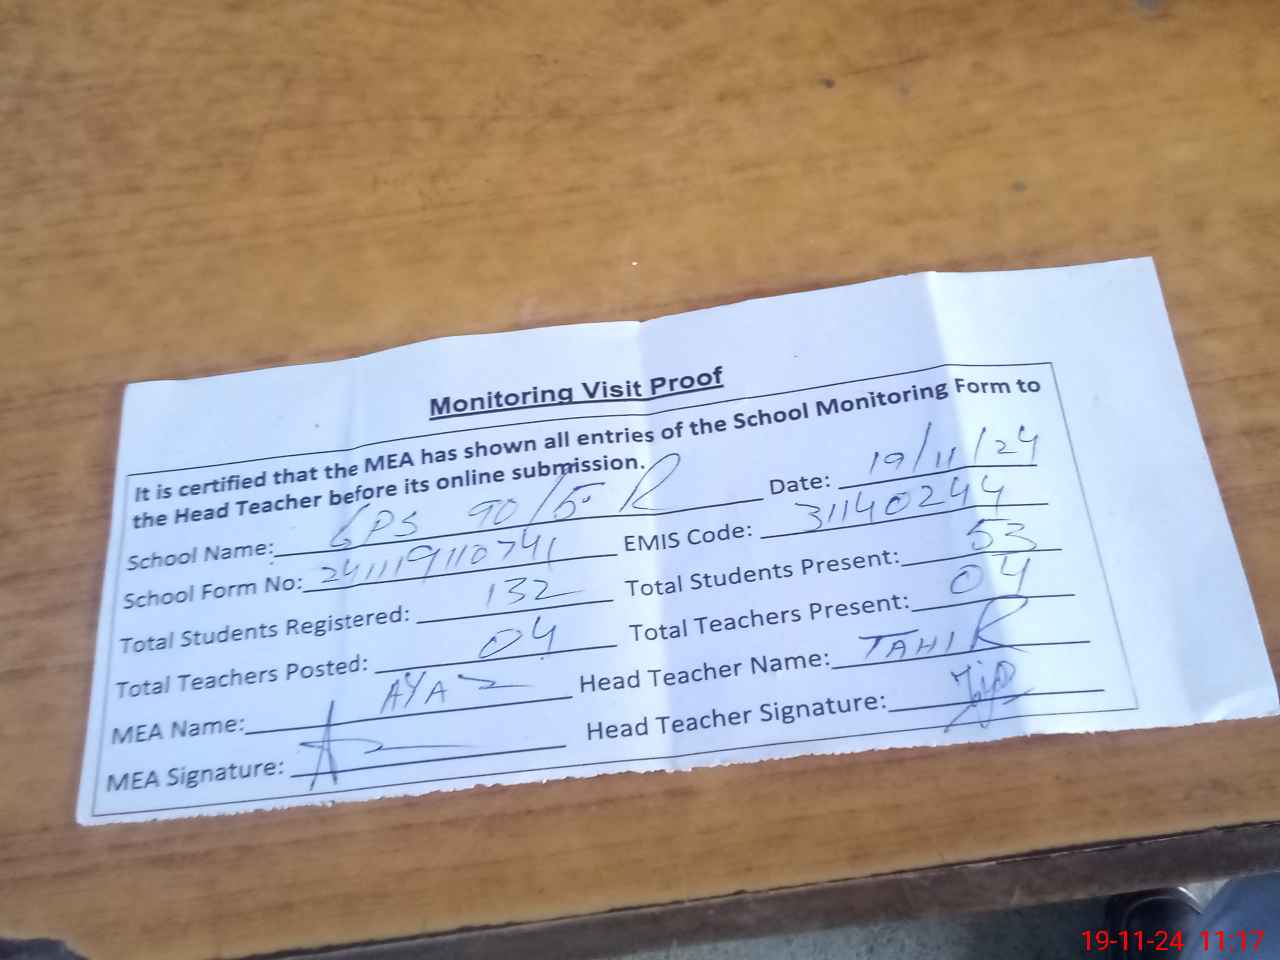 Monitoring Visit Proof
It is certified that the MEA has shown all entries of the School Monitoring Form to
the Head Teacher before its online submission.
School Name: GPS 90/5-R Date: 19/11/24
School Form No: 241119110741 EMIS Code: 31140244
Total Students Registered: 132 Total Students Present: 53
Total Teachers Posted: 04 Total Teachers Present: 04
MEA Name: AYAZ Head Teacher Name: TAHIR
MEA Signature: Head Teacher Signature:
19-11-24 11:17